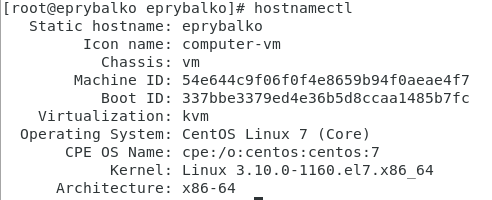 [root@eprybalko eprybalko]# hostnamectl
Static hostname: eprybalko
Icon name: computer-vm
Chassis: vm
Machine ID: 54e644c9f06f0f4e8659b94f0aeae4f7
Boot ID: 337bbe3379ed4e36b5d8ccaa1485b7fc
Virtualization: kvm
Operating System: CentOS Linux 7 (Core)
CPE OS Name: cpe:/o:centos:centos:7
Kernel: Linux 3.10.0-1160.el7.x86_64
Architecture: x86-64